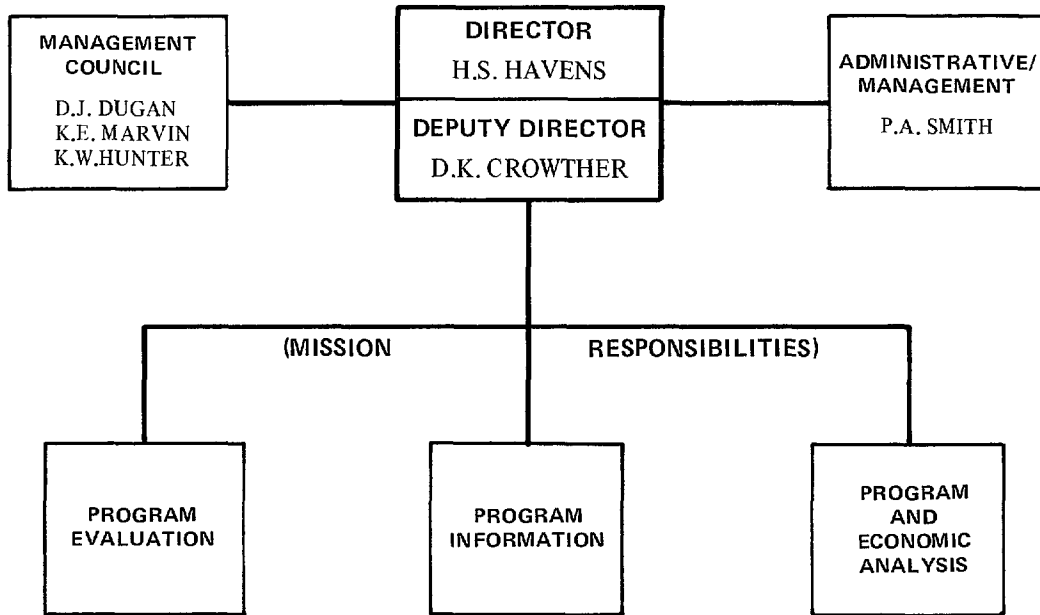 MANAGEMENT
COUNCIL
D.J. DUGAN
K.E. MARVIN
K.W.HUNTER
DIRECTOR
H.S. HAVENS
DEPUTY DIRECTOR
D.K. CROWTHER
ADMINISTRATIVE/
MANAGEMENT
P.A. SMITH
(MISSION RESPONSIBILITIES)
PROGRAM
EVALUATION
PROGRAM
INFORMATION
PROGRAM
AND
ECONOMIC
ANALYSIS